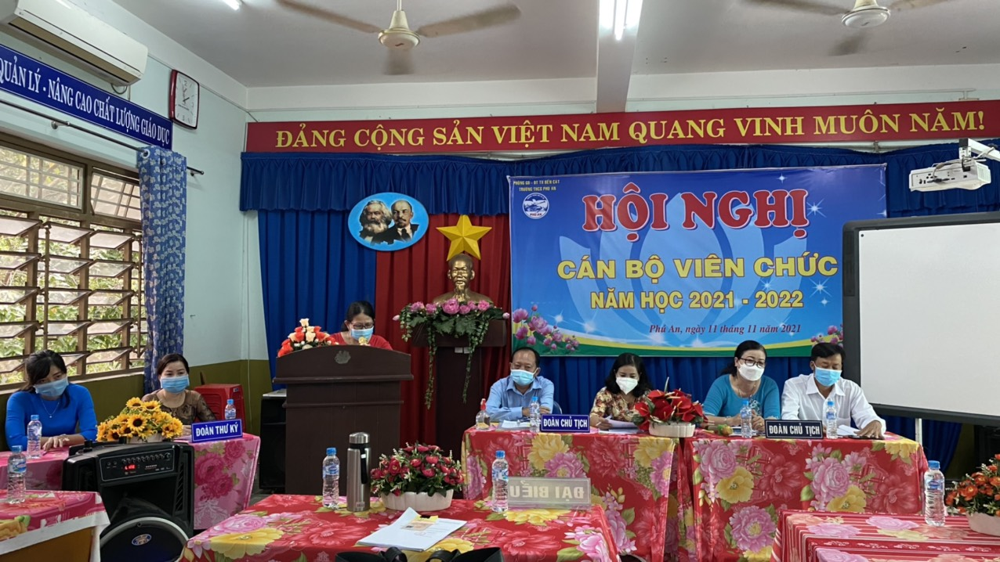 QUẢN LÝ - NÂNG CAO CHẤT LƯỢNG GIÁO DỤC
ĐẢNG CỘNG SẢN VIỆT NAM QUANG VINH MUÔN NĂM!
PHÒNG GD - ĐT TX BẾN CÁT
TRƯỜNG THCS PHÚ AN
PHÚ AN
HỘI NGHỊ
CÁN BỘ VIÊN CHỨC
NĂM HỌC 2021 - 2022
Phú An, ngày 11 tháng 11 năm 2021
ĐOÀN THƯ KÝ
ĐOÀN CHỦ TỊCH
ĐOÀN CHỦ TỊCH
ĐẠI BIỂU